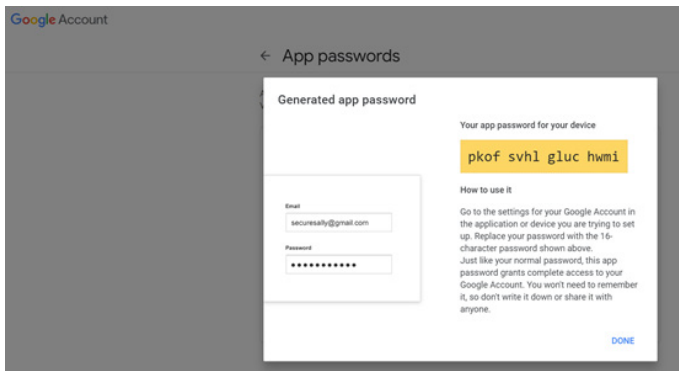 Google Account
← App passwords
Generated app password
Your app password for your device
pkof svhl gluc hwmi
How to use it
Go to the settings for your Google Account in
the application or device you are trying to set
up. Replace your password with the 16-
character password shown above.
Just like your normal password, this app
password grants complete access to your
Google Account. You won't need to remember
it, so don't write it down or share it with
anyone.
Email
securesally@gmail.com
Password
•••••••••••
DONE